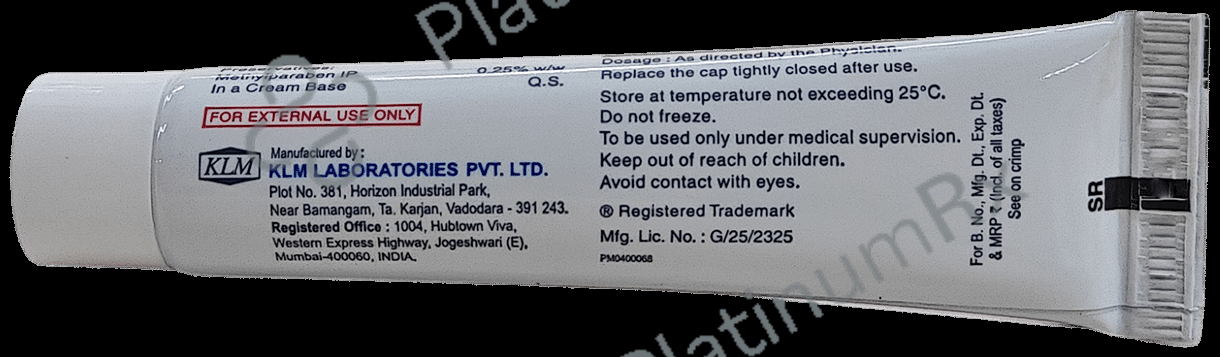 Preservatives:
Methylparaben IP 0.25% w/w
In a Cream Base Q.S.
FOR EXTERNAL USE ONLY
KLM
Manufactured by :
KLM LABORATORIES PVT. LTD.
Plot No. 381, Horizon Industrial Park,
Near Bamangam, Ta. Karjan, Vadodara - 391 243.
Registered Office : 1004, Hubtown Viva,
Western Express Highway, Jogeshwari (E),
Mumbai-400060, INDIA.
Dosage : As directed by the Physician.
Replace the cap tightly closed after use.
Store at temperature not exceeding 25°C.
Do not freeze.
To be used only under medical supervision.
Keep out of reach of children.
Avoid contact with eyes.
® Registered Trademark
Mfg. Lic. No. : G/25/2325
PM0400068
For B. No., Mfg. Dt., Exp. Dt.
& MRP ₹ (Incl. of all taxes)
See on crimp
SR
Platin
PlatinumRx